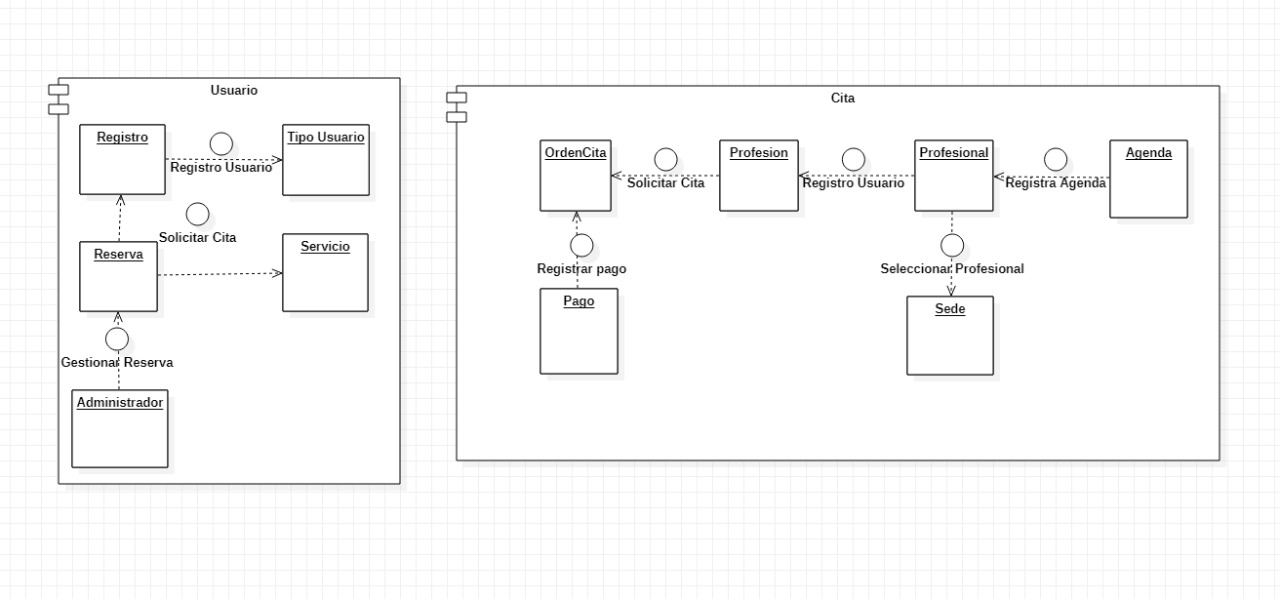 Usuario
Registro
Tipo Usuario
Registro Usuario
Solicitar Cita
Reserva
Servicio
Gestionar Reserva
Administrador
Cita
OrdenCita
Profesion
Profesional
Agenda
Solicitar Cita
Registro Usuario
Registra Agenda
Registrar pago
Seleccionar Profesional
Pago
Sede